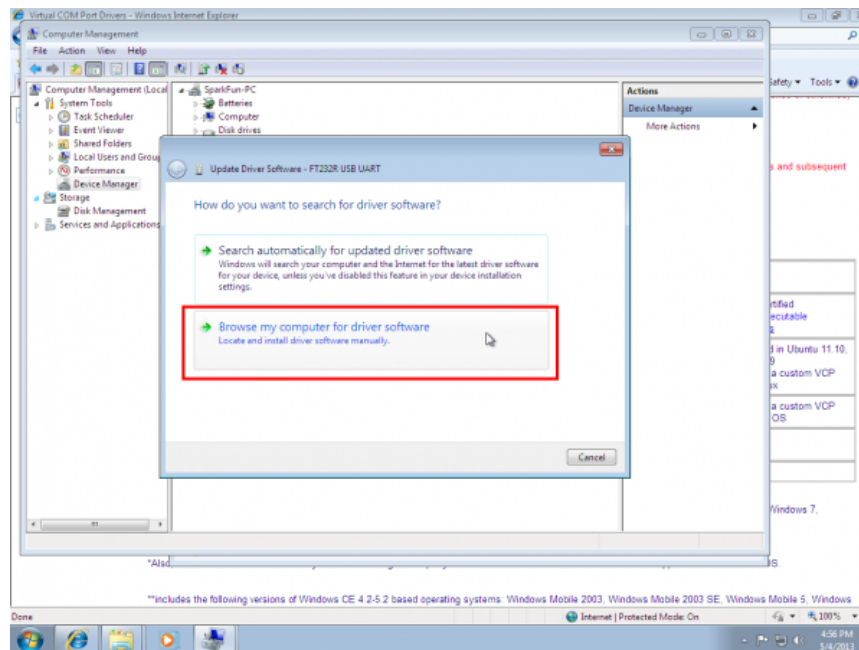 Virtual COM Port Drivers - Windows Internet Explorer
Computer Management
File Action View Help
Safety Tools
Computer Management (Local
System Tools
Task Scheduler
Event Viewer
Shared Folders
Local Users and Group
Performance
Device Manager
Storage
Disk Management
Services and Applications
SparkFun-PC
Batteries
Computer
Disk drives
Actions
Device Manager
More Actions
Update Driver Software - FT232R USB UART
How do you want to search for driver software?
Search automatically for updated driver software
Windows will search your computer and the Internet for the latest driver software
for your device, unless you've disabled this feature in your device installation
settings.
Browse my computer for driver software
Locate and install driver software manually.
Cancel
s and subsequent
rtified
ecutable
d in Ubuntu 11.10,
9
a custom VCP
ux
a custom VCP
OS
Windows 7,
*Also
OS.
**includes the following versions of Windows CE 4.2-5.2 based operating systems: Windows Mobile 2003, Windows Mobile 2003 SE, Windows Mobile 5, Windows
Done
Internet | Protected Mode: On
100%
4:56 PM
5/4/2013